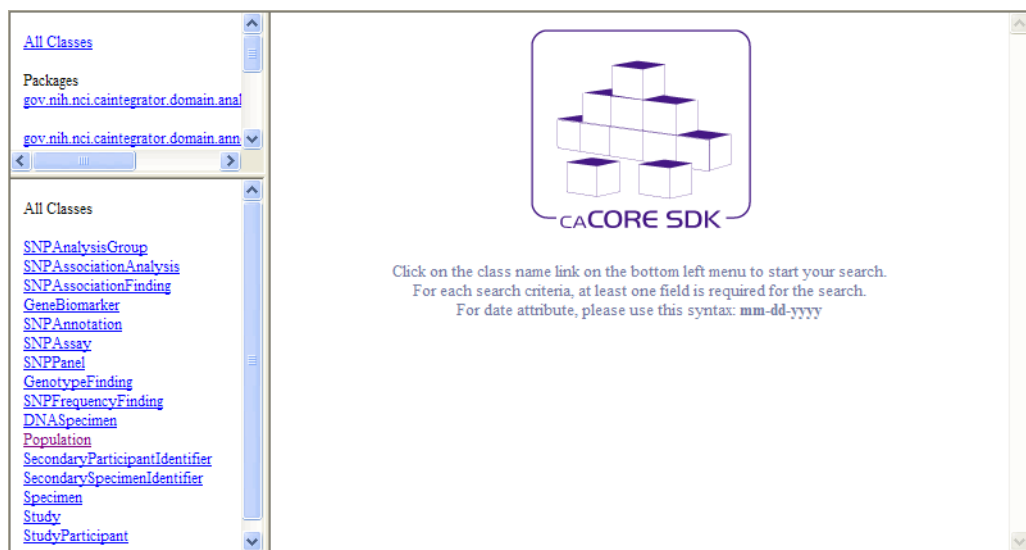 All Classes
Packages
gov.nih.nci.caintegrator.domain.anal
gov.nih.nci.caintegrator.domain.ann
All Classes
SNPAnalysisGroup
SNPAssociationAnalysis
SNPAssociationFinding
GeneBiomarker
SNPAnnotation
SNPAssay
SNPPanel
GenotypeFinding
SNPFrequencyFinding
DNASpecimen
Population
SecondaryParticipantIdentifier
SecondarySpecimenIdentifier
Specimen
Study
StudyParticipant
CACORE SDK
Click on the class name link on the bottom left menu to start your search.
For each search criteria, at least one field is required for the search.
For date attribute, please use this syntax: mm-dd-yyyy